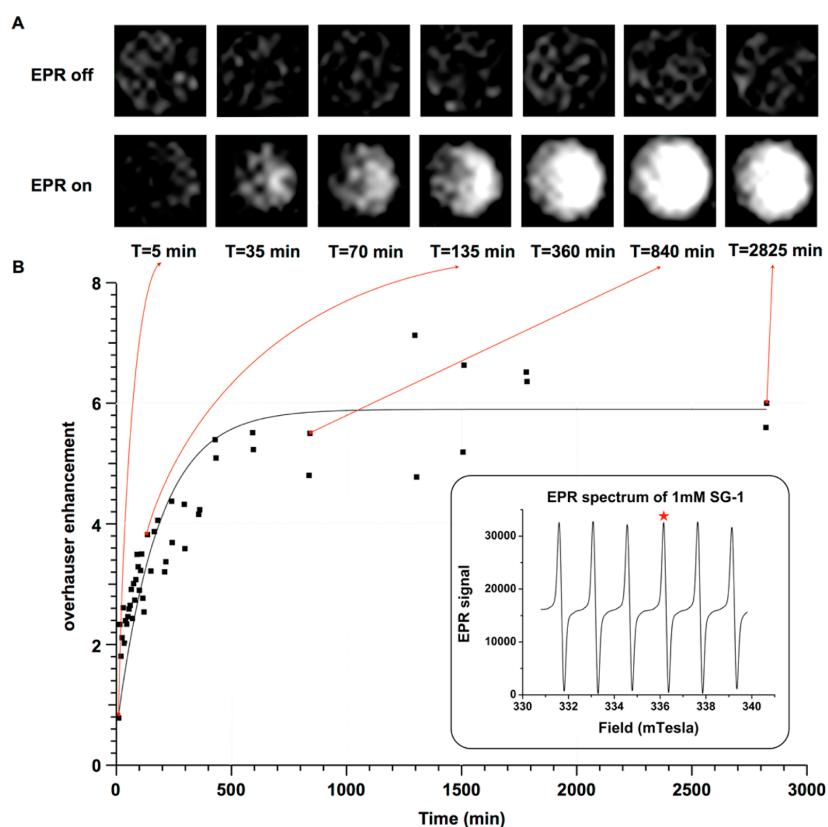 A
EPR off
EPR on
T=5 min T=35 min T=70 min T=135 min T=360 min T=840 min T=2825 min
B
8
6
4
2
0
overhauser enhancement
0 500 1000 1500 2000 2500 3000
Time (min)
EPR spectrum of 1mM SG-1
30000
20000
10000
0
EPR signal
330 332 334 336 338 340
Field (mTesla)